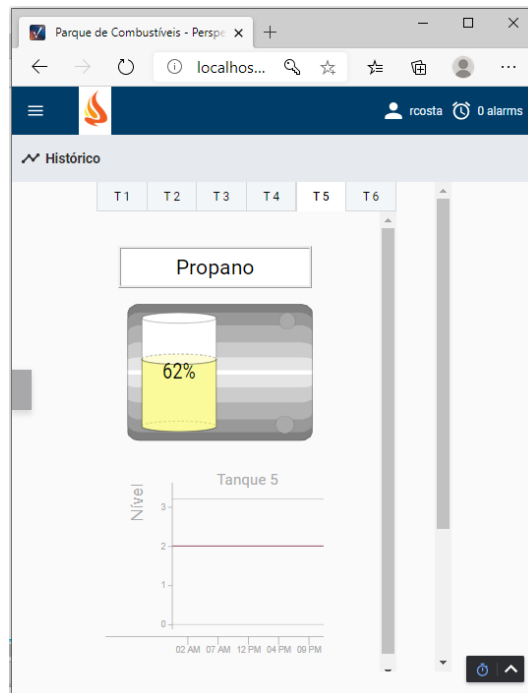 Parque de Combustíveis - Perspe
localhos...
rcosta 0 alarms
Histórico
T 1 T 2 T 3 T 4 T 5 T 6
Propano
62%
Tanque 5
Nível
3
2
1
0
02 AM 07 AM 12 PM 04 PM 09 PM